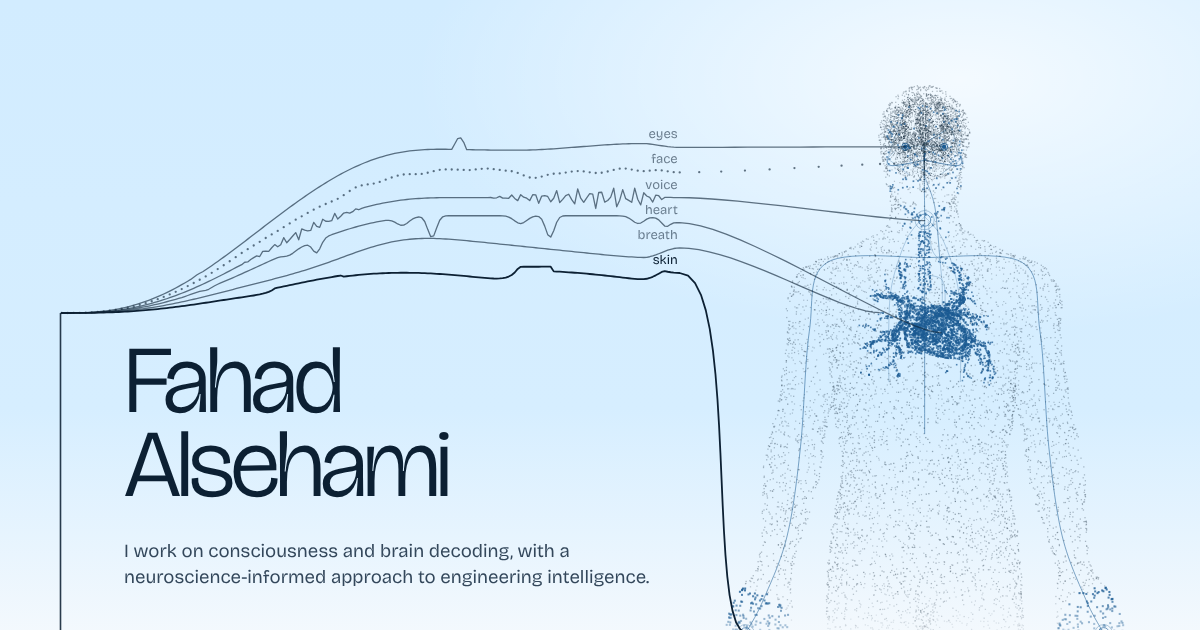 eyes
face
voice
heart
breath
skin
Fahad
Alsehami
I work on consciousness and brain decoding, with a
neuroscience-informed approach to engineering intelligence.